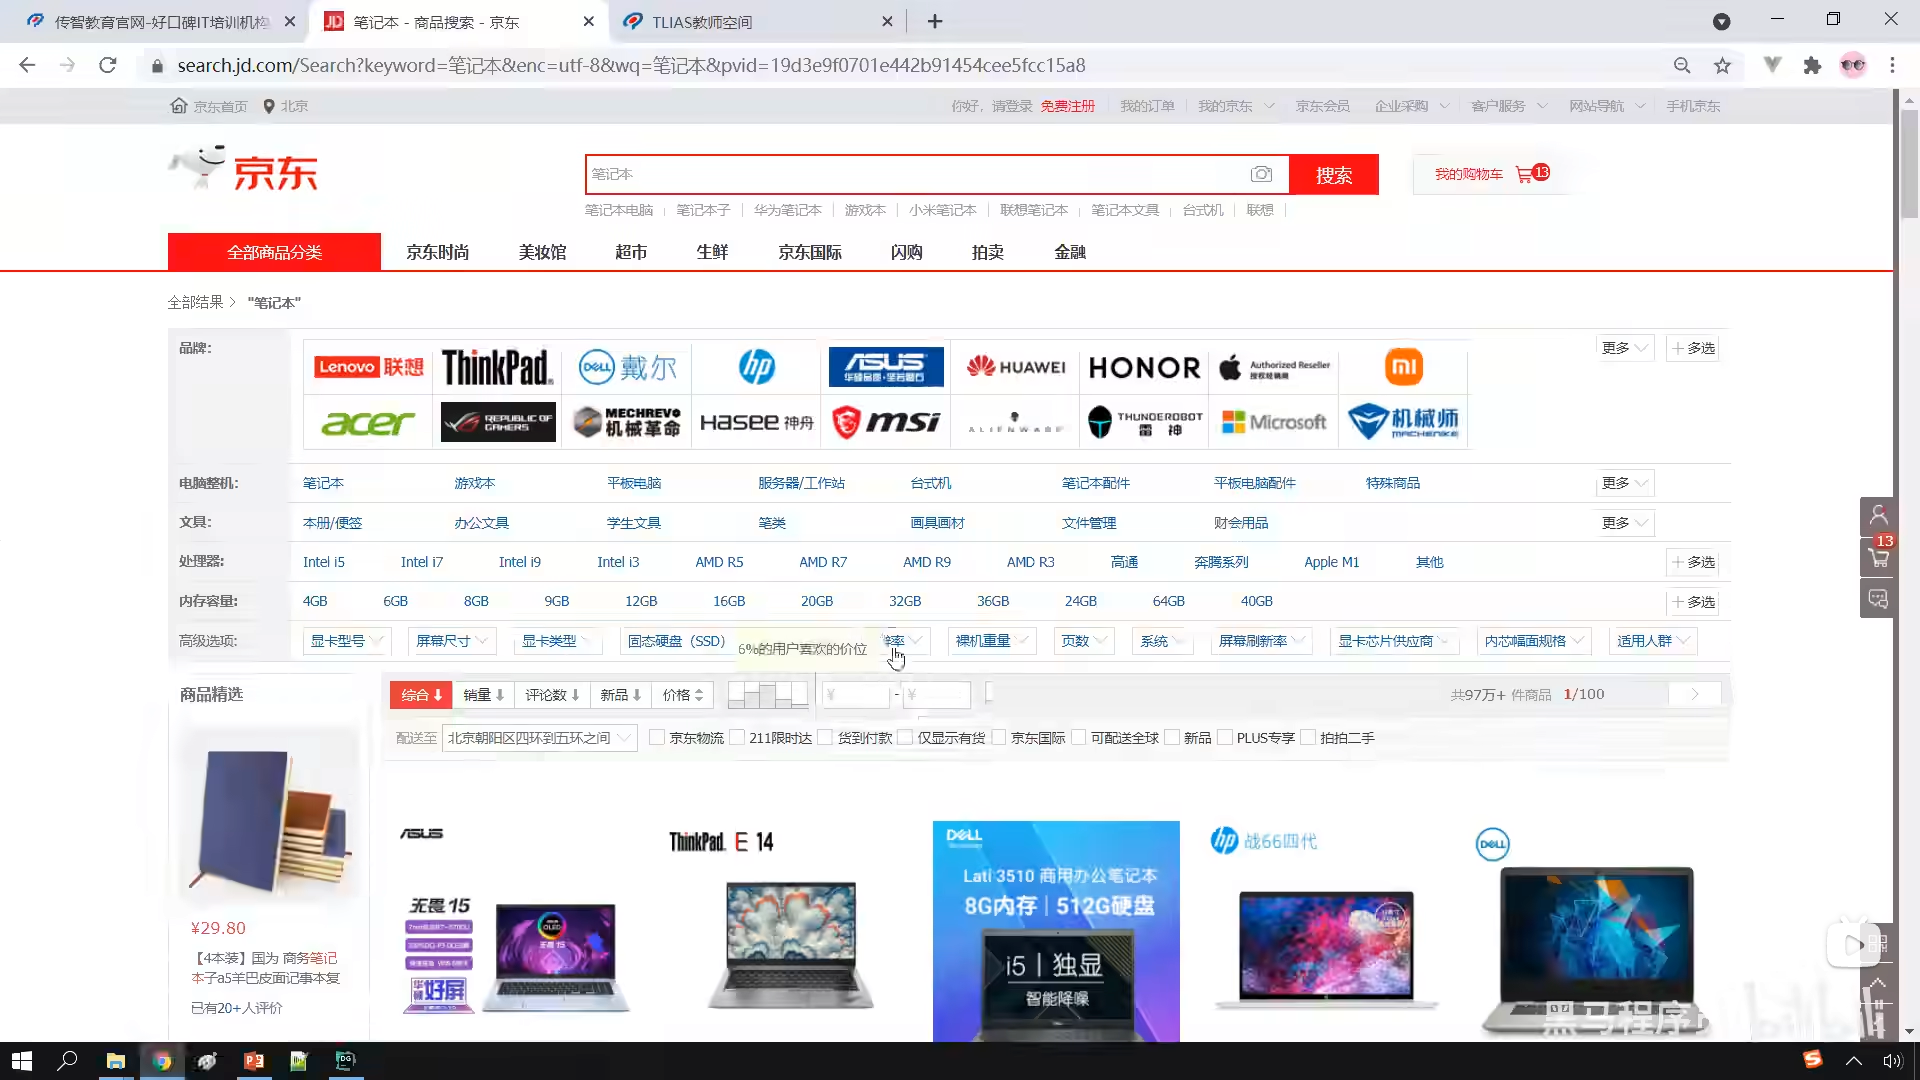 传智教育官网-好口碑IT培训机构
笔记本 - 商品搜索 - 京东
TLIAS教师空间
search.jd.com/Search?keyword=笔记本&enc=utf-8&wq=笔记本&pvid=19d3e9f0701e442b91454cee5fcc15a8
京东首页 北京 你好，请登录 免费注册 我的订单 我的京东 京东会员 企业采购 客户服务 网站导航 手机京东
京东
笔记本 搜索 我的购物车 13
笔记本电脑 笔记本子 华为笔记本 游戏本 小米笔记本 联想笔记本 笔记本文具 台式机 联想
全部商品分类 京东时尚 美妆馆 超市 生鲜 京东国际 闪购 拍卖 金融
全部结果 > "笔记本"
品牌： Lenovo 联想 ThinkPad DELL 戴尔 hp ASUS 华硕品质·坚若磐石 HUAWEI HONOR Authorized Reseller 授权经销商 mi 更多 + 多选
acer REPUBLIC OF GAMERS MECHREVO 机械革命 HASEE 神舟 msi ALIENWARE THUNDEROBOT 雷神 Microsoft 机械师 MACHENIKE
电脑整机： 笔记本 游戏本 平板电脑 服务器/工作站 台式机 笔记本配件 平板电脑配件 特殊商品 更多
文具： 本册/便签 办公文具 学生文具 笔类 画具画材 文件管理 财会用品 更多
处理器： Intel i5 Intel i7 Intel i9 Intel i3 AMD R5 AMD R7 AMD R9 AMD R3 高通 奔腾系列 Apple M1 其他 + 多选
内存容量： 4GB 6GB 8GB 9GB 12GB 16GB 20GB 32GB 36GB 24GB 64GB 40GB + 多选
高级选项： 显卡型号 屏幕尺寸 显卡类型 固态硬盘（SSD） 6%的用户喜欢的价位 率 裸机重量 页数 系统 屏幕刷新率 显卡芯片供应商 内芯幅面规格 适用人群
13
商品精选 综合 销量 评论数 新品 价格 ¥ - ¥ 共97万+ 件商品 1/100 >
配送至 北京朝阳区四环到五环之间 京东物流 211限时达 货到付款 仅显示有货 京东国际 可配送全球 新品 PLUS专享 拍拍二手
¥29.80
【4本装】国为 商务笔记
本子a5羊巴皮面记事本复
已有20+人评价
ASUS
无畏15
华硕好屏
ThinkPad E 14
DELL Technologies
Lati 3510 商用办公笔记本
8G内存 | 512G硬盘
i5 | 独显
智能降噪
hp 战66四代
DELL
黑马程序
bilibili